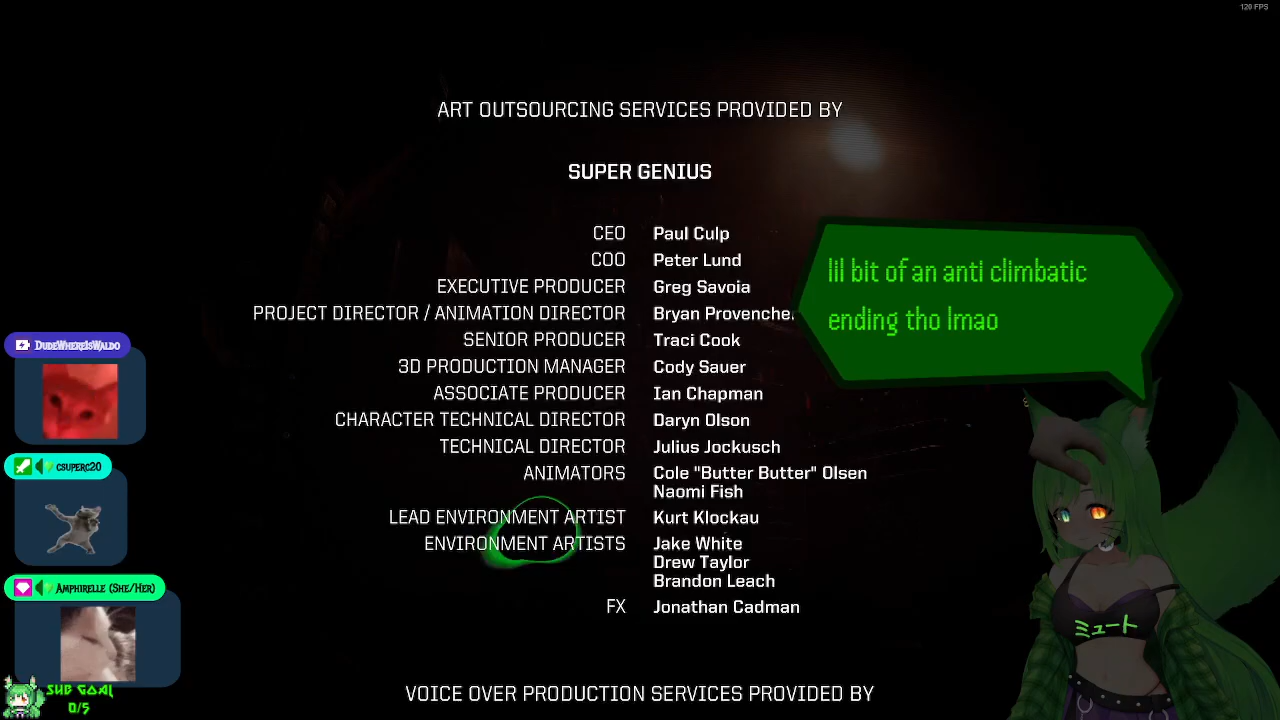 120 FPS
ART OUTSOURCING SERVICES PROVIDED BY
SUPER GENIUS
CEO Paul Culp
COO Peter Lund
EXECUTIVE PRODUCER Greg Savoia
PROJECT DIRECTOR / ANIMATION DIRECTOR Bryan Provencher
SENIOR PRODUCER Traci Cook
3D PRODUCTION MANAGER Cody Sauer
ASSOCIATE PRODUCER Ian Chapman
CHARACTER TECHNICAL DIRECTOR Daryn Olson
TECHNICAL DIRECTOR Julius Jockusch
ANIMATORS Cole "Butter Butter" Olsen
Naomi Fish
LEAD ENVIRONMENT ARTIST Kurt Klockau
ENVIRONMENT ARTISTS Jake White
Drew Taylor
Brandon Leach
FX Jonathan Cadman
VOICE OVER PRODUCTION SERVICES PROVIDED BY
lil bit of an anti climbatic
ending tho lmao
DudeWhereIsWaldo
csuperc20
Amphirelle (She/Her)
SUB GOAL
0/5
ミュート